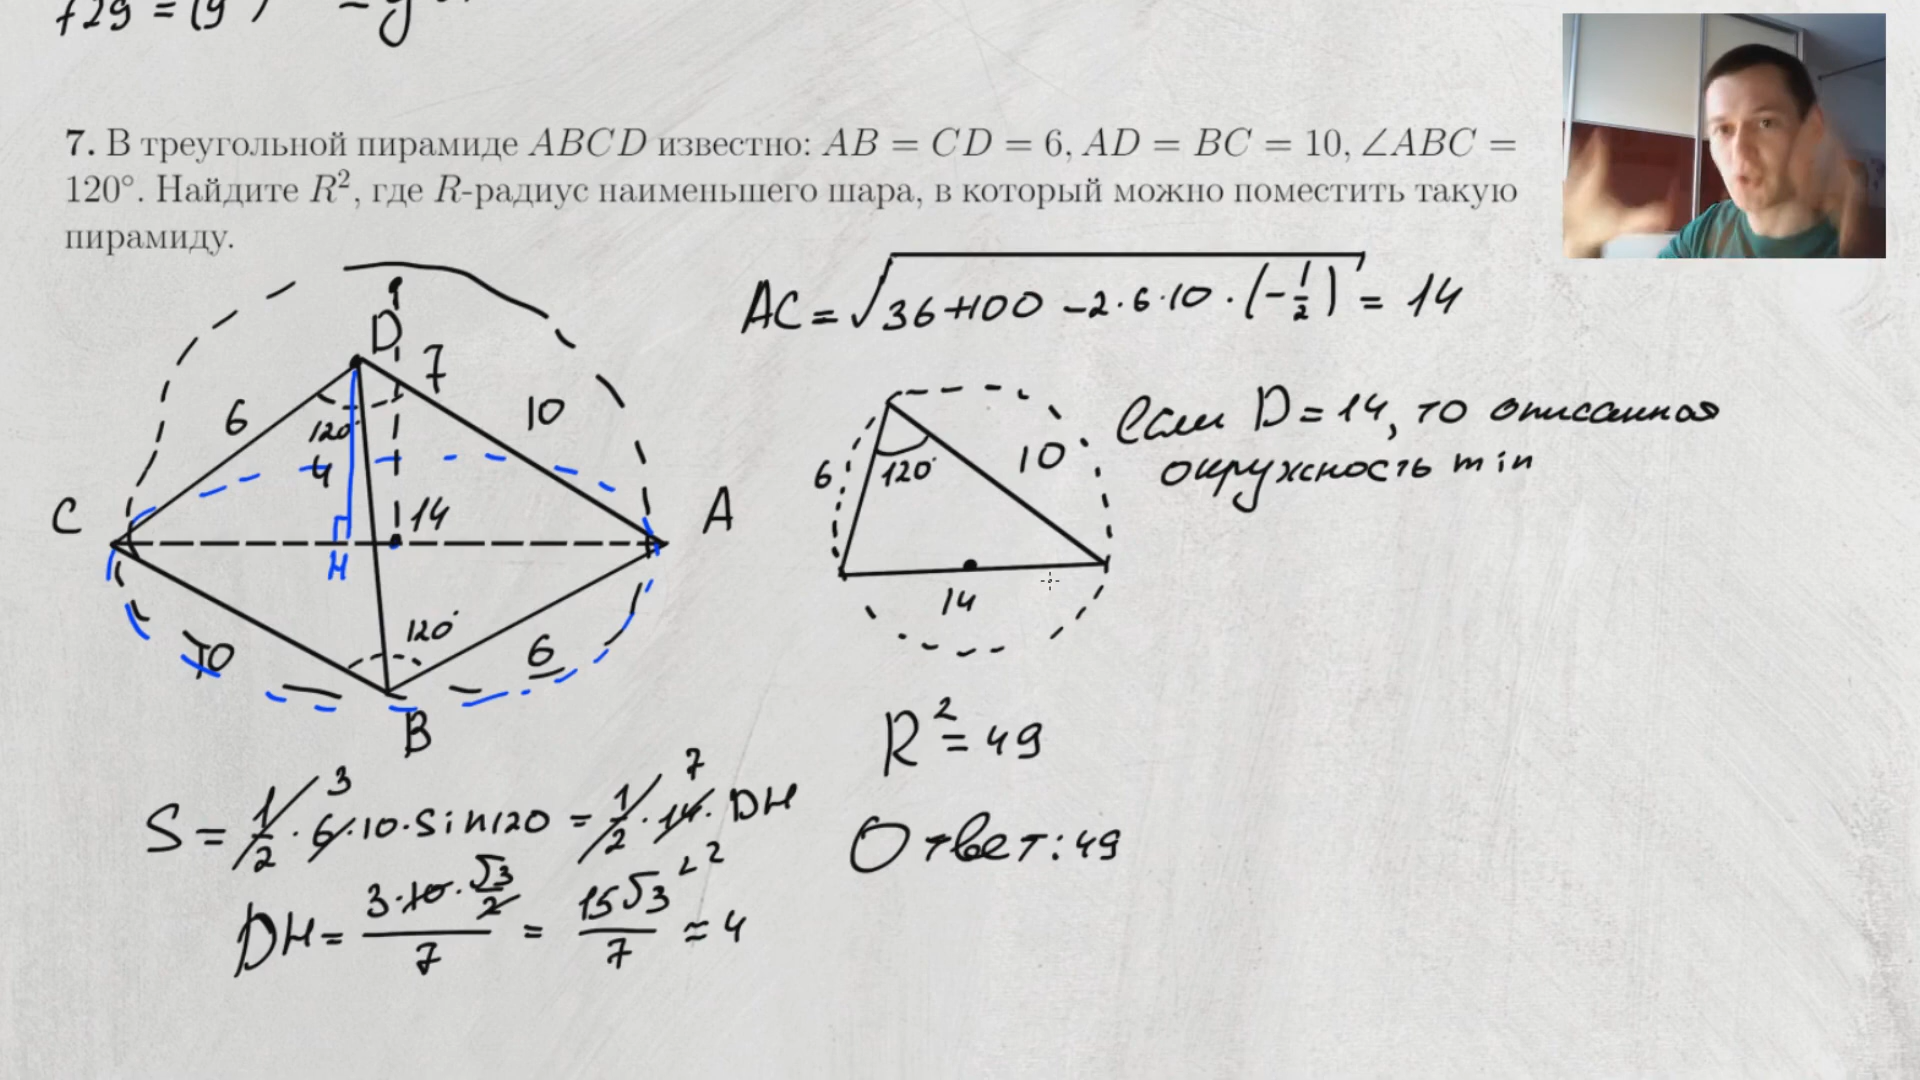 +2y = (y
= y
7. В треугольной пирамиде ABCD известно: AB = CD = 6, AD = BC = 10, ∠ABC =
120°. Найдите R², где R-радиус наименьшего шара, в который можно поместить такую
пирамиду.
AC = √36+100 -2·6·10·(-1/2) = 14
D
7
6
10
120°
4
C
14
A
H
120°
10
6
B
6
120°
10
14
Если D = 14, то описанная
окружность min
R² = 49
Ответ: 49
S = 1/2 · 6 · 10 · sin120 = 1/2 · 14 · DH
3
7
DH = 3·10·√3/2 / 7 = 15√3/7 ≈ 4